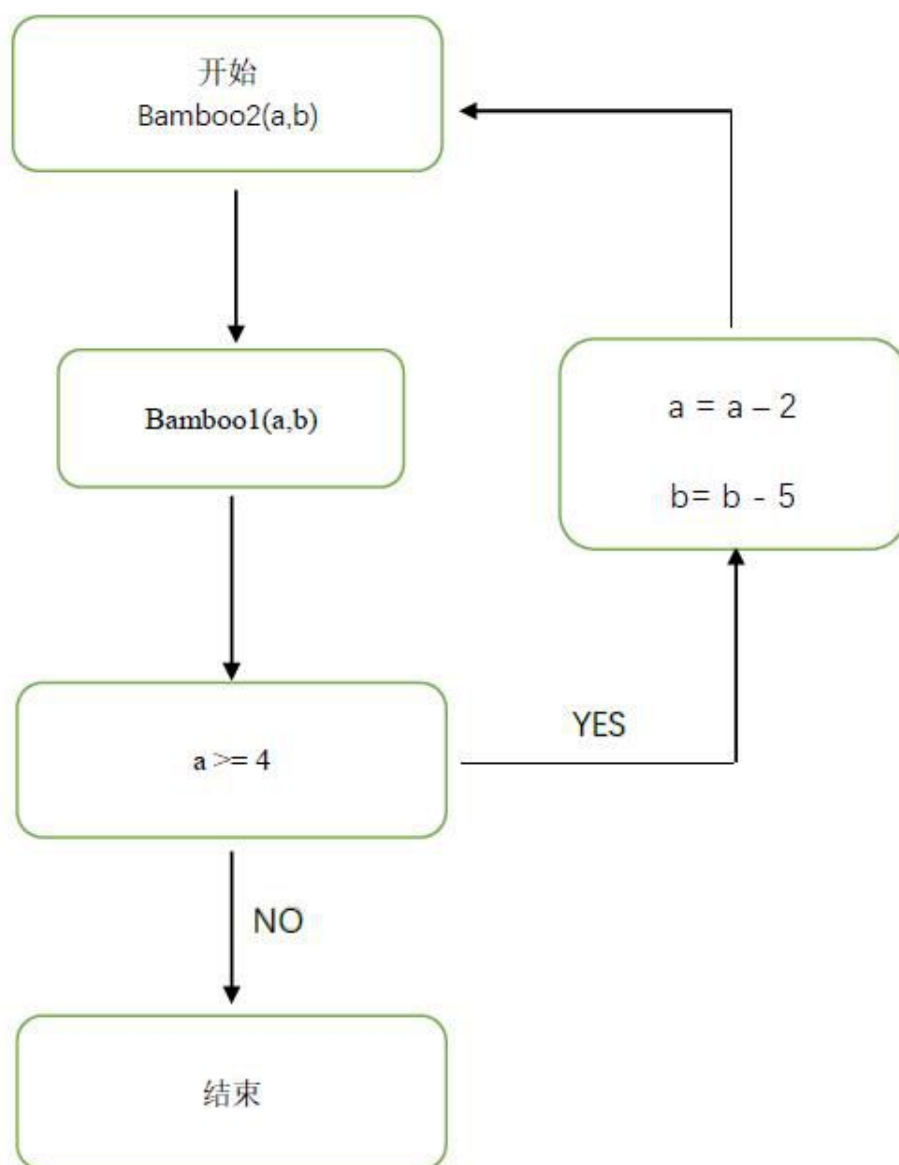 开始
Bamboo2(a,b)
Bamboo1(a,b)
a = a – 2
b= b - 5
a >= 4
YES
NO
结束